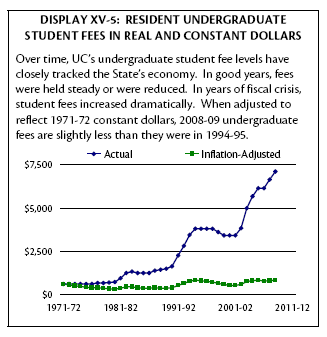 DISPLAY XV-5: RESIDENT UNDERGRADUATE
STUDENT FEES IN REAL AND CONSTANT DOLLARS
Over time, UC's undergraduate student fee levels have
closely tracked the State's economy. In good years, fees
were held steady or were reduced. In years of fiscal crisis,
student fees increased dramatically. When adjusted to
reflect 1971-72 constant dollars, 2008-09 undergraduate
fees are slightly less than they were in 1994-95.
Actual Inflation-Adjusted
$7,500
$5,000
$2,500
$0
1971-72 1981-82 1991-92 2001-02 2011-12